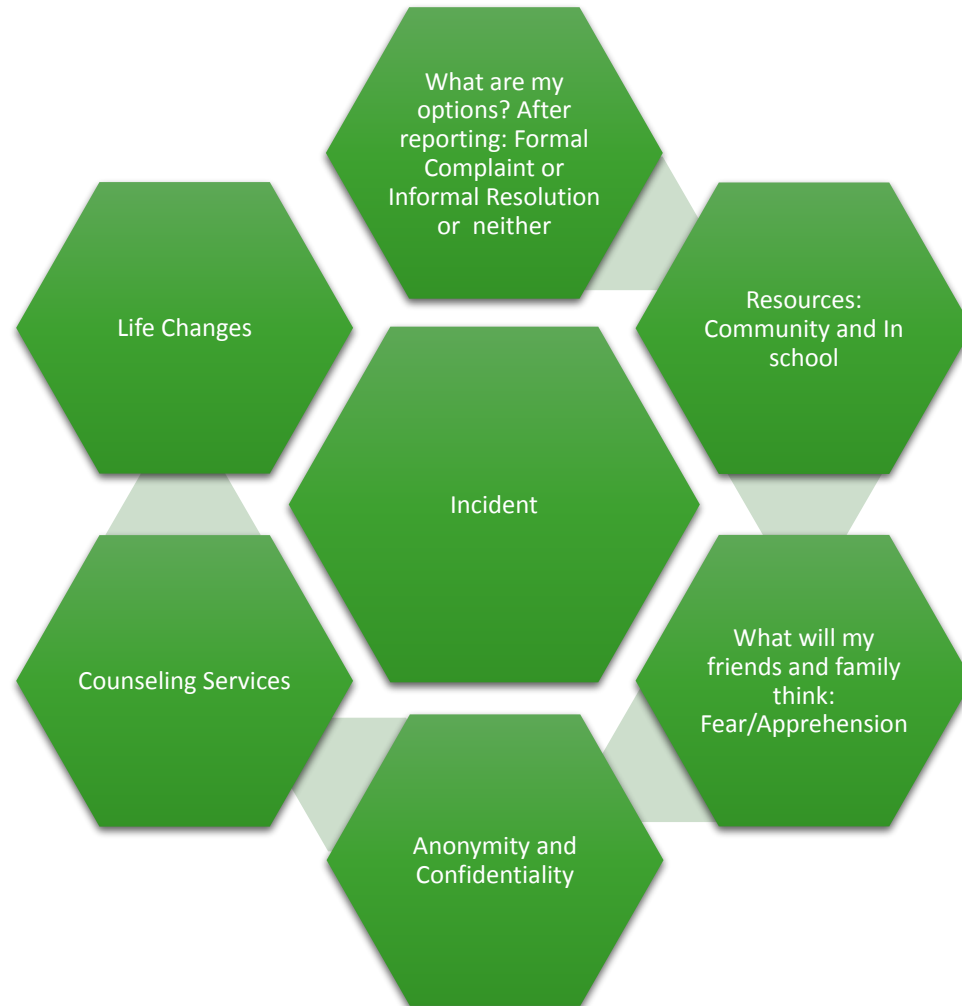 What are my
options? After
reporting: Formal
Complaint or
Informal Resolution
or  neither
Resources:
Community and In
school
What will my
friends and family
think:
Fear/Apprehension
Anonymity and
Confidentiality
Counseling Services
Life Changes
Incident